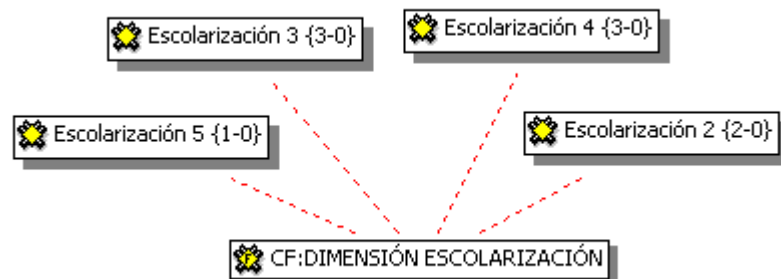 Escolarización 3 {3-0}
Escolarización 4 {3-0}
Escolarización 5 {1-0}
Escolarización 2 {2-0}
CF:DIMENSIÓN ESCOLARIZACIÓN